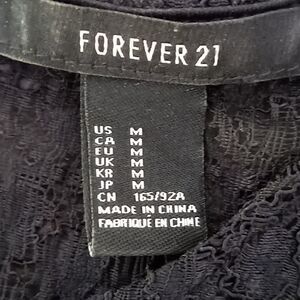 FOREVER 21
US M
CA M
EU M
UK M
KR M
JP M
CN 165/92A
MADE IN CHINA
FABRIQUÉ EN CHINE